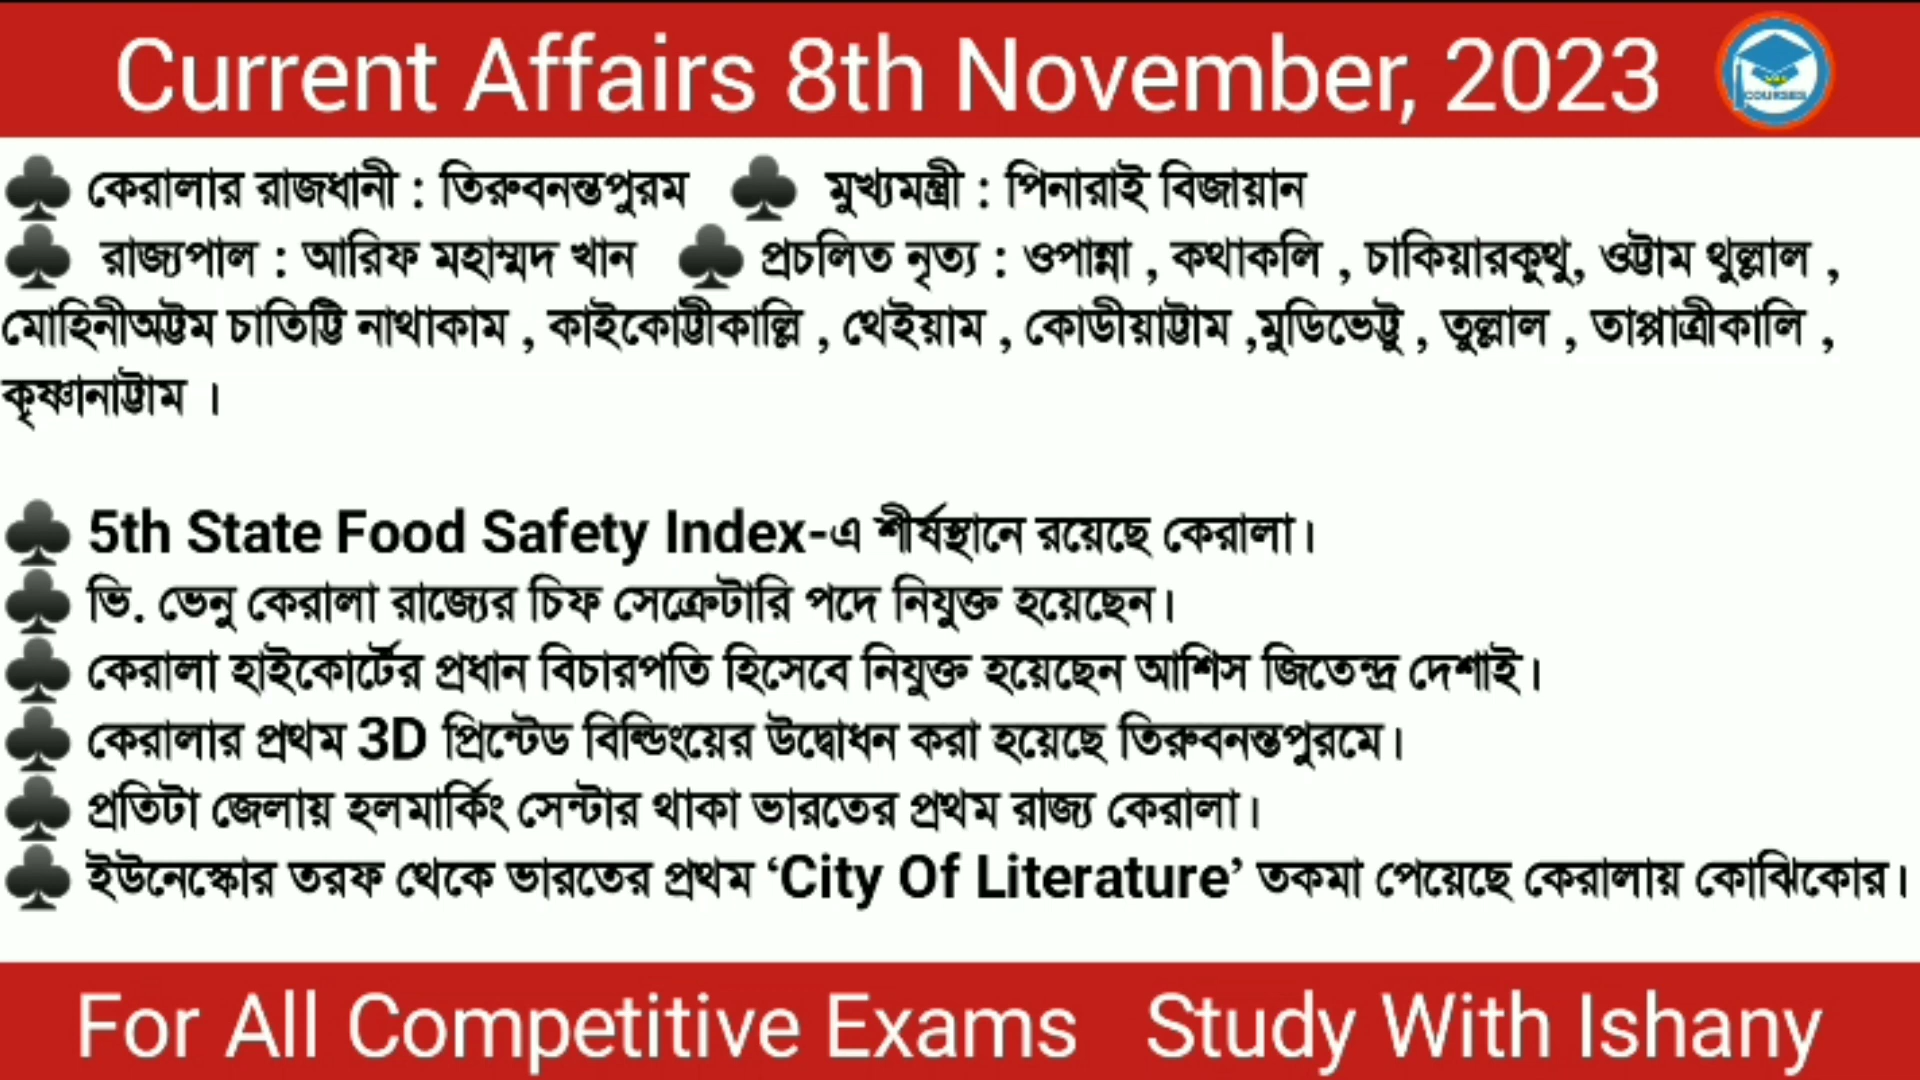 Current Affairs 8th November, 2023
COURSES
♣ কেরালার রাজধানী : তিরুবনন্তপুরম ♣ মুখ্যমন্ত্রী : পিনারাই বিজায়ান
♣ রাজ্যপাল : আরিফ মহাম্মদ খান ♣ প্রচলিত নৃত্য : ওপান্না , কথাকলি , চাকিয়ারকুথু, ওট্টাম থুল্লাল ,
মোহিনীঅট্টম চাতিট্টি নাথাকাম , কাইকোট্টীকাল্লি , থেইয়াম , কোডীয়াট্টাম ,মুডিভেট্টু , তুল্লাল , তাপ্পাত্রীকালি ,
কৃষ্ণানাট্টাম ।
♣ 5th State Food Safety Index-এ শীর্ষস্থানে রয়েছে কেরালা।
♣ ভি. ভেনু কেরালা রাজ্যের চিফ সেক্রেটারি পদে নিযুক্ত হয়েছেন।
♣ কেরালা হাইকোর্টের প্রধান বিচারপতি হিসেবে নিযুক্ত হয়েছেন আশিস জিতেন্দ্র দেশাই।
♣ কেরালার প্রথম 3D প্রিন্টেড বিল্ডিংয়ের উদ্বোধন করা হয়েছে তিরুবনন্তপুরমে।
♣ প্রতিটা জেলায় হলমার্কিং সেন্টার থাকা ভারতের প্রথম রাজ্য কেরালা।
♣ ইউনেস্কোর তরফ থেকে ভারতের প্রথম ‘City Of Literature’ তকমা পেয়েছে কেরালায় কোঝিকোর।
For All Competitive Exams Study With Ishany